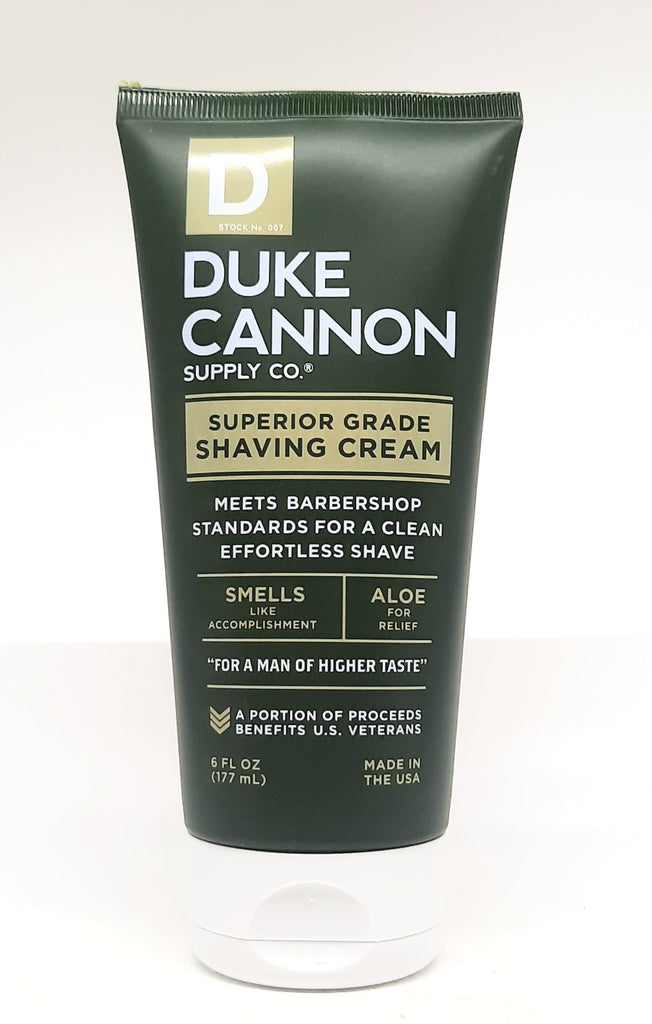 D
STOCK No. 007
DUKE
CANNON
SUPPLY CO.®
SUPERIOR GRADE
SHAVING CREAM
MEETS BARBERSHOP
STANDARDS FOR A CLEAN
EFFORTLESS SHAVE
SMELLS
LIKE
ACCOMPLISHMENT
ALOE
FOR
RELIEF
"FOR A MAN OF HIGHER TASTE"
A PORTION OF PROCEEDS
BENEFITS U.S. VETERANS
6 FL OZ
(177 mL)
MADE IN
THE USA